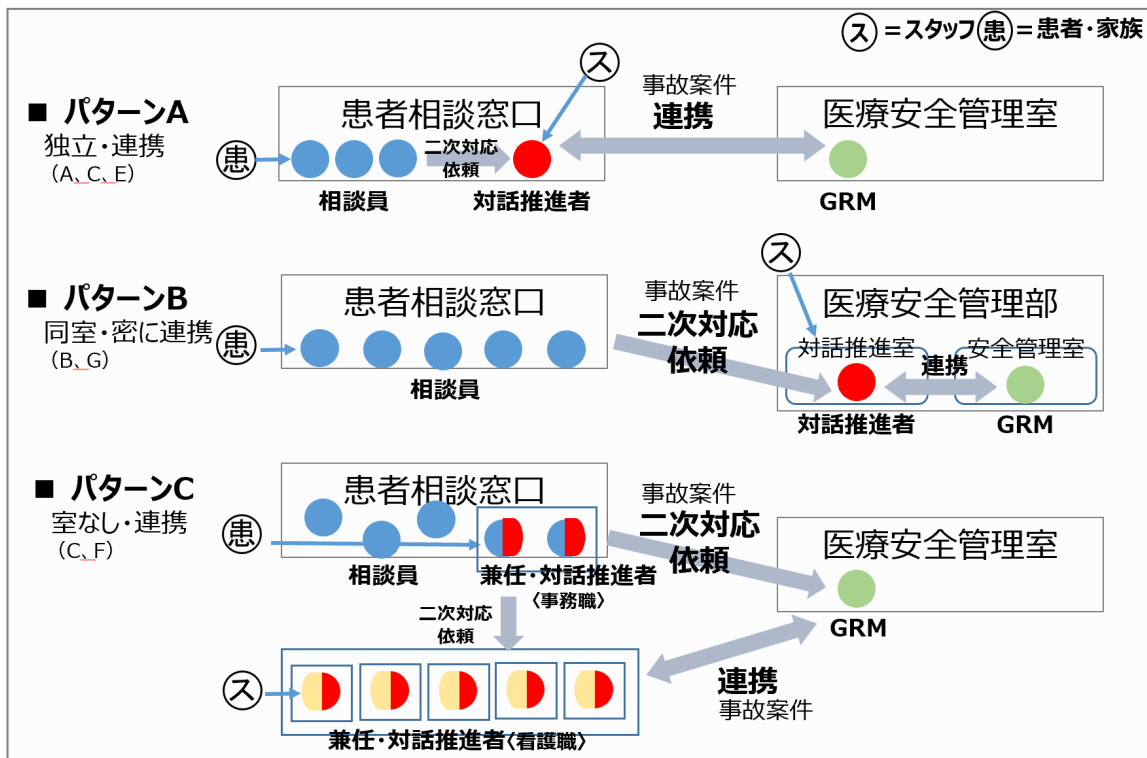 ス=スタッフ 患=患者・家族
■ パターンA
独立・連携
(A、C、E)
患
患者相談窓口
二次対応
依頼
相談員
対話推進者
ス
事故案件
連携
医療安全管理室
GRM
■ パターンB
同室・密に連携
(B、G)
患
患者相談窓口
相談員
事故案件
二次対応
依頼
ス
医療安全管理部
対話推進室
安全管理室
連携
対話推進者
GRM
■ パターンC
室なし・連携
(C、F)
患
患者相談窓口
相談員
兼任・対話推進者
〈事務職〉
事故案件
二次対応
依頼
医療安全管理室
GRM
二次対応
依頼
ス
兼任・対話推進者〈看護職〉
連携
事故案件